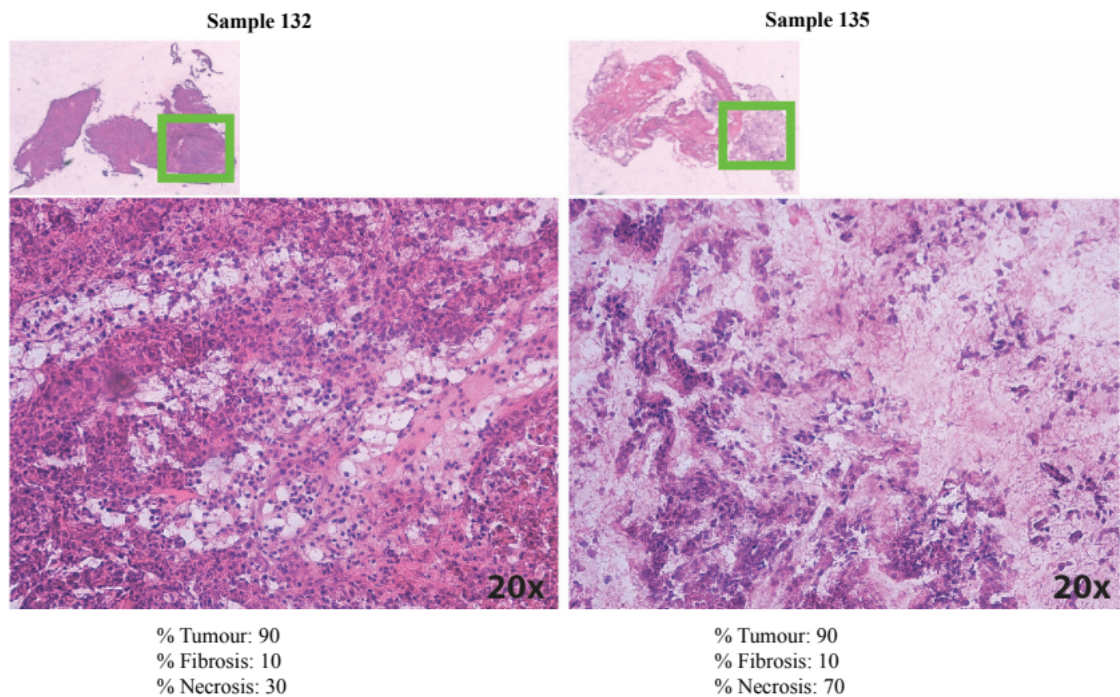 Sample 132
Sample 135
20x
20x
% Tumour: 90
% Fibrosis: 10
% Necrosis: 30
% Tumour: 90
% Fibrosis: 10
% Necrosis: 70